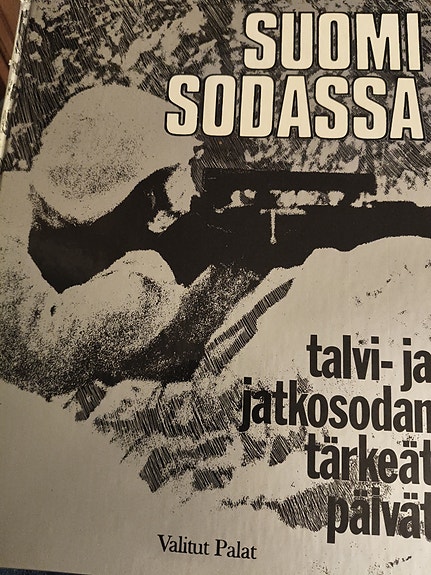 SUOMI
SODASSA
talvi- ja
jatkosodan
tärkeät
päivät
Valitut Palat